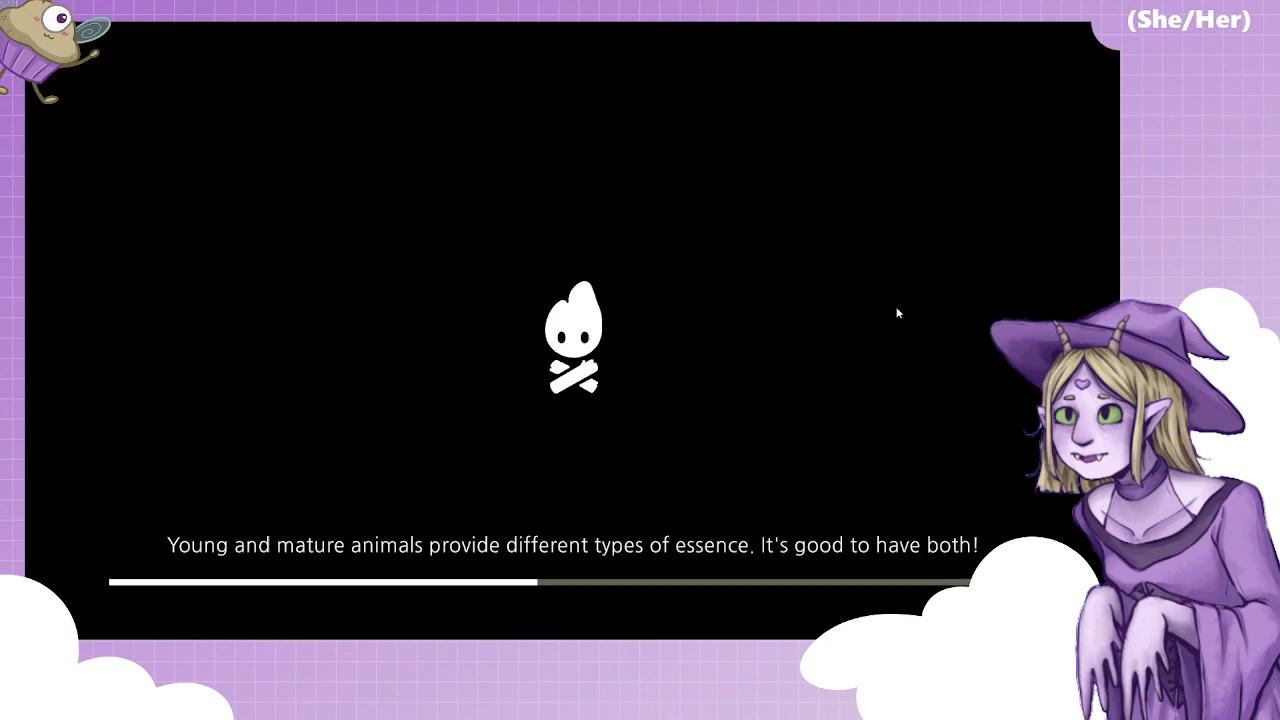 (She/Her)
Young and mature animals provide different types of essence. It's good to have both!